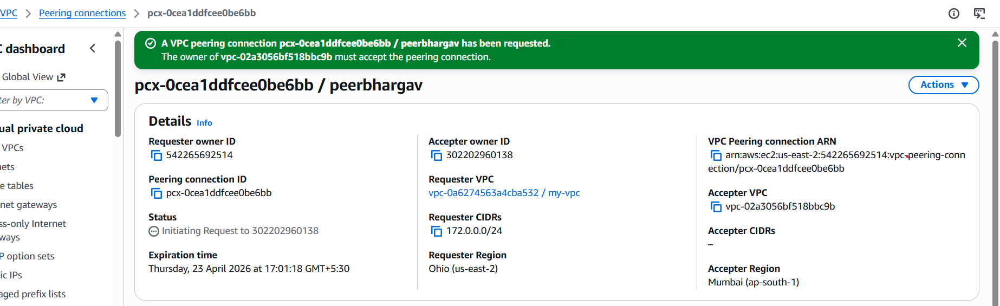 VPC > Peering connections > pcx-0cea1ddfcee0be6bb
C dashboard
Global View
ter by VPC:
ual private cloud
VPCs
nets
e tables
net gateways
ss-only Internet
ways
P option sets
ic IPs
aged prefix lists
A VPC peering connection pcx-0cea1ddfcee0be6bb / peerbhargav has been requested.
The owner of vpc-02a3056bf518bbc9b must accept the peering connection.
pcx-0cea1ddfcee0be6bb / peerbhargav
Actions
Details Info
Requester owner ID
542265692514
Peering connection ID
pcx-0cea1ddfcee0be6bb
Status
Initiating Request to 302202960138
Expiration time
Thursday, 23 April 2026 at 17:01:18 GMT+5:30
Accepter owner ID
302202960138
Requester VPC
vpc-0a6274563a4cba532 / my-vpc
Requester CIDRs
172.0.0.0/24
Requester Region
Ohio (us-east-2)
VPC Peering connection ARN
arn:aws:ec2:us-east-2:542265692514:vpc-peering-conn
ection/pcx-0cea1ddfcee0be6bb
Accepter VPC
vpc-02a3056bf518bbc9b
Accepter CIDRs
–
Accepter Region
Mumbai (ap-south-1)